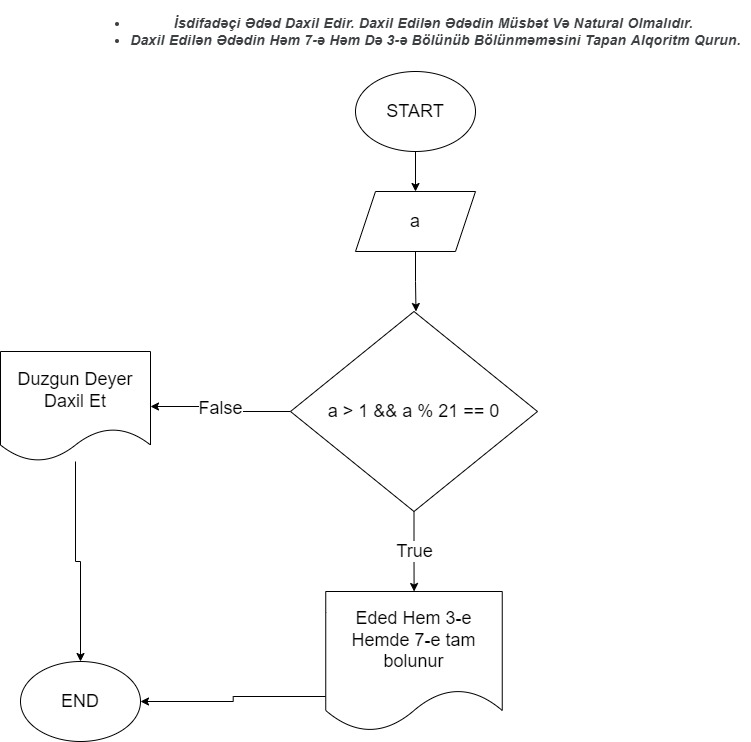 İsdifadəçi Ədəd Daxil Edir. Daxil Edilən Ədədin Müsbət Və Natural Olmalıdır.
Daxil Edilən Ədədin Həm 7-ə Həm Də 3-ə Bölünüb Bölünməməsini Tapan Alqoritm Qurun.
START
a
a > 1 && a % 21 == 0
False
Duzgun Deyer
Daxil Et
True
Eded Hem 3-e
Hemde 7-e tam
bolunur
END